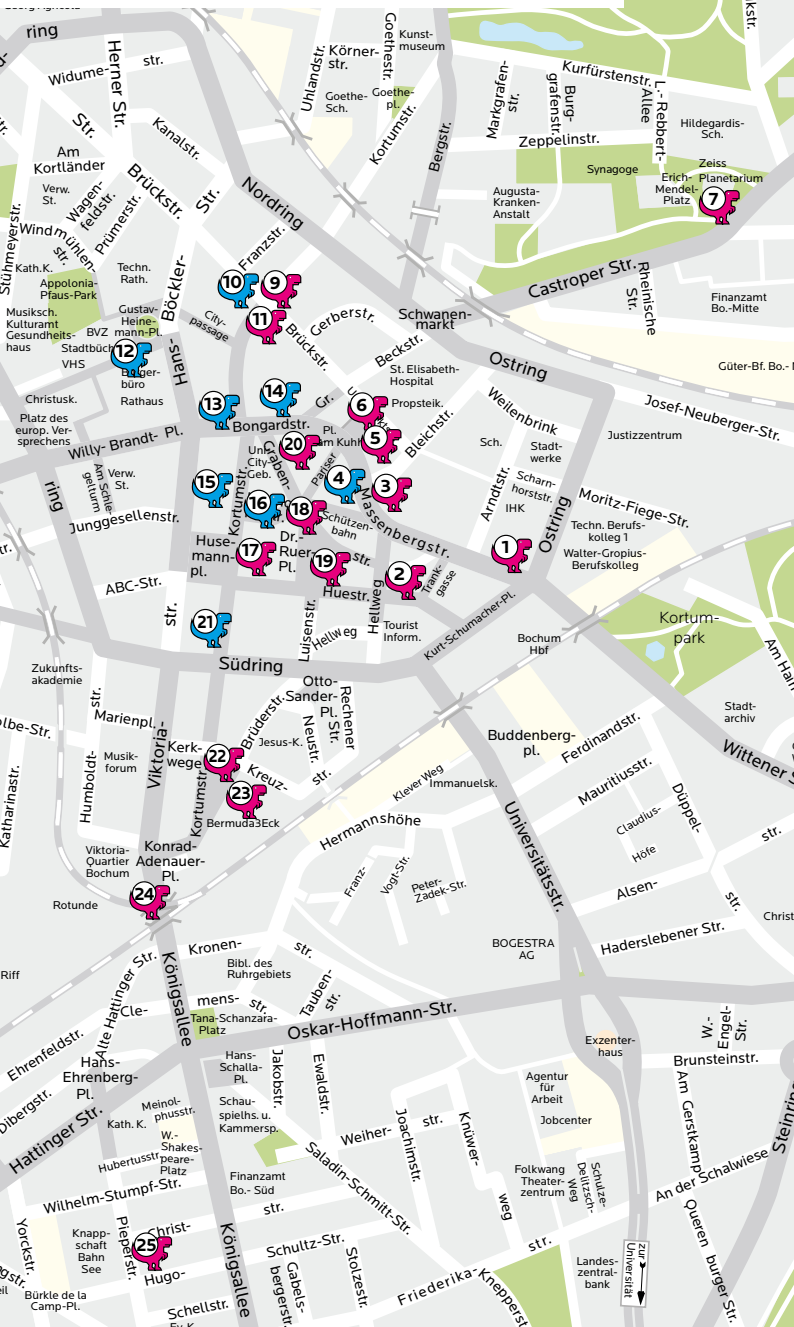 ring
Herner Str.
Widume-
str.
Str.
Kanalstr.
Uhlandstr.
Körner-
str.
Goethestr.
Kunst-
museum
Goethe-
Sch.
Goethe-
pl.
Kortumstr.
Bergstr.
Markgrafen-
str.
Burg-
grafenstr.
Kurfürstenstr.
L.- Rebbert-
Allee
kstr.
Zeppelinstr.
Hildegardis-
Sch.
Synagoge
Zeiss
Planetarium
Erich-
Mendel-
Platz
7
Augusta-
Kranken-
Anstalt
Am
Kortländer
Verw.
St.
Wagen-
feldstr.
Prümerstr.
Brückstr.
Str.
Nordring
Stühmeyerstr.
Windmühlen-
str.
Kath.K.
Appolonia-
Pfaus-Park
Techn.
Rath.
Böckler-
Hans-
Franzstr.
10
9
11
City-
passage
Brückstr.
Gerberstr.
Schwanen-
markt
Castroper Str.
Rheinische
Str.
Finanzamt
Bo.-Mitte
Musiksch.
Kulturamt
Gesundheits-
haus
BVZ
Gustav-
Heine-
mann-Pl.
Stadtbüch.
VHS
12
büro
Rathaus
Christusk.
Platz des
europ. Ver-
sprechens
Beckstr.
St. Elisabeth-
Hospital
Ostring
Güter-Bf. Bo.-
13
14
Gr.
6
Propsteik.
Weilenbrink
Josef-Neuberger-Str.
Willy- Brandt- Pl.
Bongardstr.
Pl.
am Kuhh
5
Bleichstr.
Sch.
Stadt-
werke
Justizzentrum
20
City-
Geb.
Graben-
Pariser
ring
Am Schle-
gelturm
Verw.
St.
15
Kortumstr.
16
18
4
3
Massenbergstr.
Schützen-
bahn
Arndtstr.
Scharn-
horststr.
IHK
Ostring
Moritz-Fiege-Str.
Techn. Berufs-
kolleg 1
Walter-Gropius-
Berufskolleg
Junggesellenstr.
Huse-
mann-
pl.
17
Dr.-
Ruer-
Pl.
19
str.
2
Trank-
gasse
1
ABC-Str.
str.
Huestr.
Hellweg
Luisenstr.
Hellweg
Tourist
Inform.
Kurt-Schumacher-Pl.
Bochum
Hbf
Kortum-
park
21
Südring
Zukunfts-
akademie
str.
Otto-
Sander-
Pl.
Rechener
Str.
Am Hain
Stadt-
archiv
Marienpl.
Viktoria-
Kerk-
wege
Brüderstr.
Jesus-K.
Neustr.
Buddenberg-
pl.
Ferdinandstr.
Wittener S
Musik-
forum
Humboldt-
Katharinastr.
Kortumstr.
22
Kreuz-
str.
23
Bermuda3Eck
Klever Weg
Immanuelsk.
Mauritiusstr.
Düppel-
str.
Claudius-
Höfe
str.
Hermannshöhe
Universitätsstr.
Viktoria-
Quartier
Bochum
Konrad-
Adenauer-
Pl.
24
Rotunde
Franz-
Vogt-Str.
Peter-
Zadek-Str.
Alsen-
Christ
Haderslebener Str.
BOGESTRA
AG
Riff
Alte Hattinger Str.
Königsallee
Kronen-
str.
Bibl. des
Ruhrgebiets
Cle-
mens-
str.
Tauben-
str.
Tana-Schanzara-
Platz
Oskar-Hoffmann-Str.
Exzenter-
haus
W.-
Engel-
Str.
Brunsteinstr.
Ehrenfeldstr.
Hans-
Ehrenberg-
Pl.
Dibergstr.
Hattinger Str.
Hans-
Schalla-
Pl.
Jakobstr.
Ewaldstr.
Agentur
für
Arbeit
Jobcenter
Am Gerstkamp
Steinring
Meinol-
phusstr.
Kath. K.
Schau-
spielhs. u.
Kammersp.
Weiher-
str.
Joachimstr.
Knüwer-
weg
Hubertusstr.
W.-
Shakes-
peare-
Platz
Finanzamt
Bo.- Süd
Saladin-Schmitt-Str.
Folkwang
Theater-
zentrum
Schulze-
Delitzsch-
Weg
An der Schalwiese
Wilhelm-Stumpf-Str.
str.
Christ-
Yorckstr.
Knapp-
schaft
Bahn
See
Pieperstr.
25
Hugo-
Königsallee
Schultz-Str.
Gabels-
bergerstr.
Stolzestr.
Friederika-
str.
Knepperst
Landes-
zentral-
bank
zur
Universität
Queren burger Str.
Bürkle de la
Camp-Pl.
Schellstr.